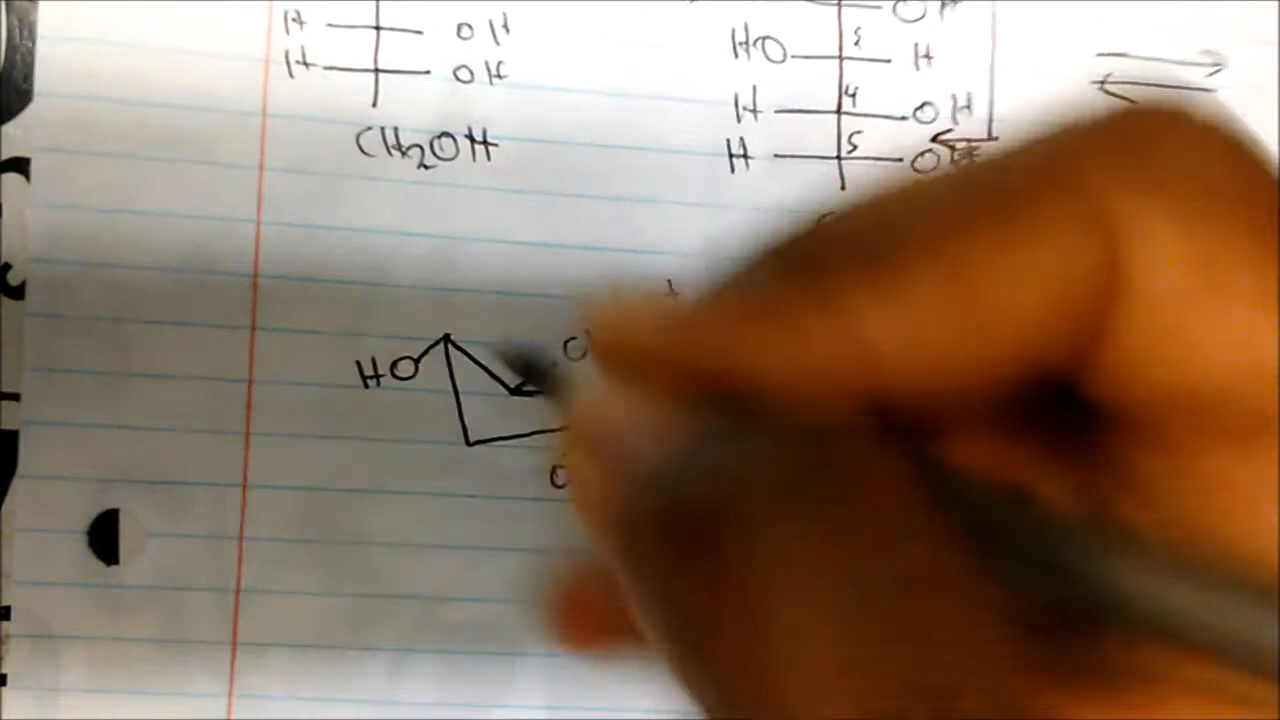 H OH
H OH
CH₂OH
OH
HO 3 H
H 4 OH
H 5 O
+
HO